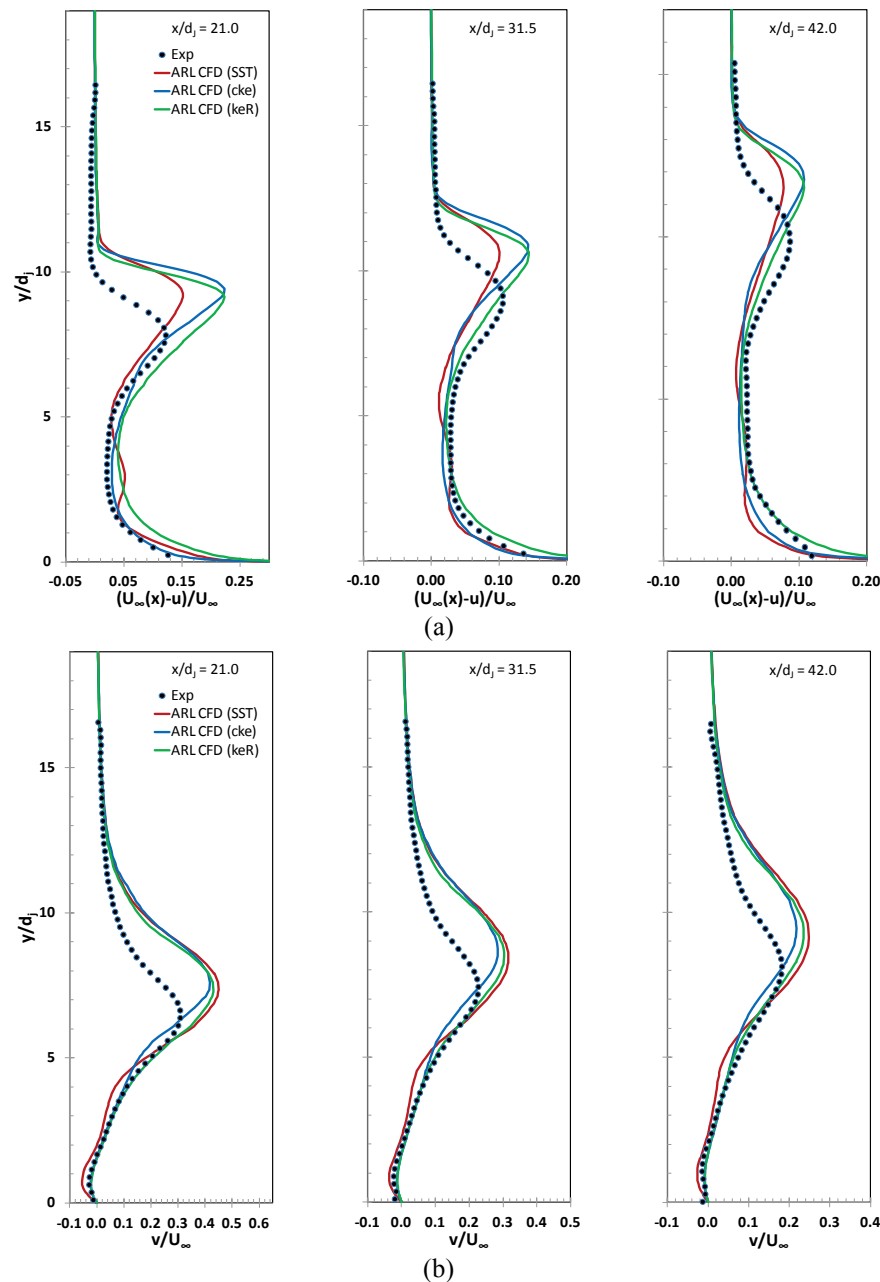 x/dⱼ = 21.0
Exp
ARL CFD (SST)
ARL CFD (cke)
ARL CFD (keR)
y/dⱼ
15
10
5
0
-0.05 0.05 0.15 0.25
(U∞(x)-u)/U∞
x/dⱼ = 31.5
0
-0.10 0.00 0.10 0.20
(U∞(x)-u)/U∞
x/dⱼ = 42.0
0
-0.10 0.00 0.10 0.20
(U∞(x)-u)/U∞
(a)
x/dⱼ = 21.0
Exp
ARL CFD (SST)
ARL CFD (cke)
ARL CFD (keR)
y/dⱼ
15
10
5
0
-0.1 0.0 0.1 0.2 0.3 0.4 0.5 0.6
v/U∞
x/dⱼ = 31.5
-0.1 0.0 0.1 0.2 0.3 0.4 0.5
v/U∞
x/dⱼ = 42.0
-0.1 0.0 0.1 0.2 0.3 0.4
v/U∞
(b)